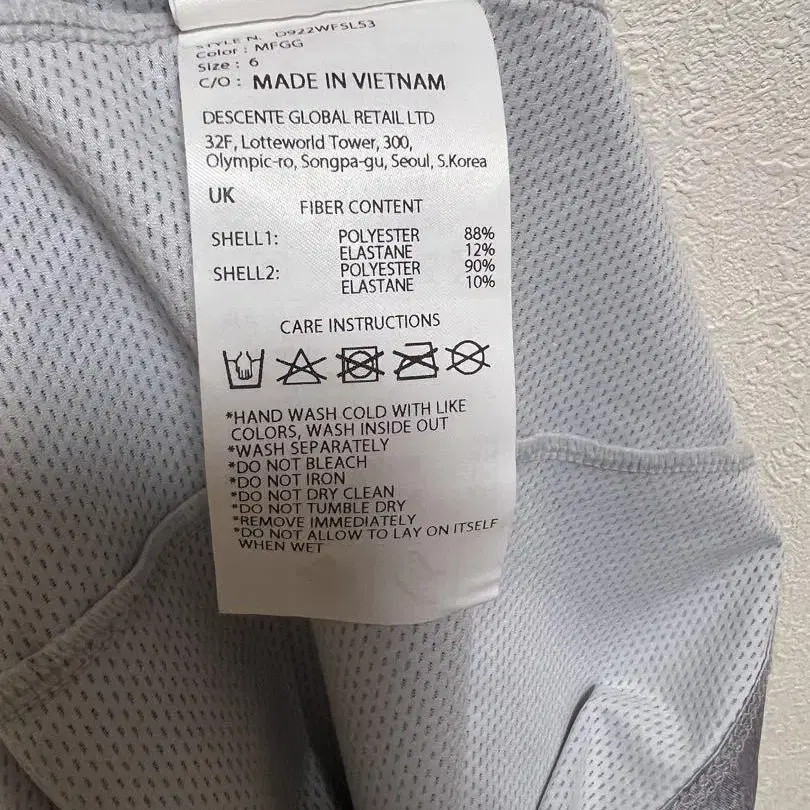 STYLE N. D922WFSL53
Color : MFGG
Size : 6
C/O : MADE IN VIETNAM
DESCENTE GLOBAL RETAIL LTD
32F, Lotteworld Tower, 300,
Olympic-ro, Songpa-gu, Seoul, S.Korea
UK
FIBER CONTENT
SHELL1: POLYESTER 88%
ELASTANE 12%
SHELL2: POLYESTER 90%
ELASTANE 10%
CARE INSTRUCTIONS
*HAND WASH COLD WITH LIKE
COLORS, WASH INSIDE OUT
*WASH SEPARATELY
*DO NOT BLEACH
*DO NOT IRON
*DO NOT DRY CLEAN
*DO NOT TUMBLE DRY
*REMOVE IMMEDIATELY
*DO NOT ALLOW TO LAY ON ITSELF
WHEN WET